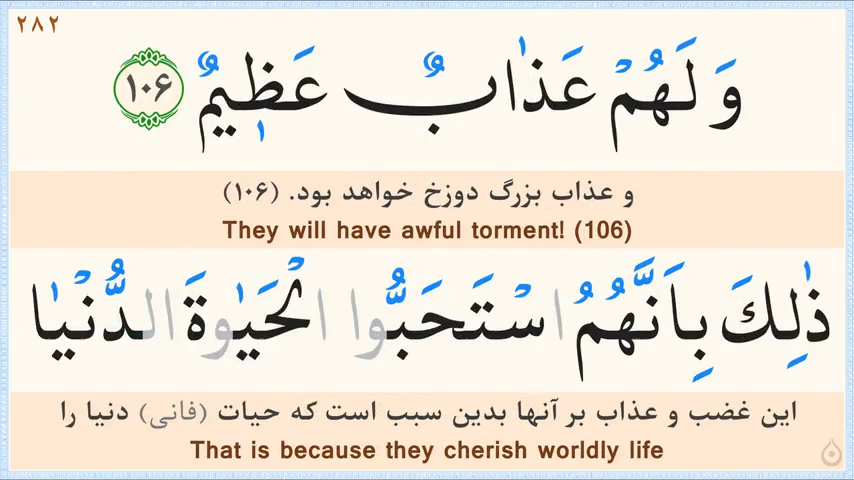 ۲۸۲
وَ لَهُمْ عَذٰابٌ عَظٖیمٌ ۱۰۶
و عذاب بزرگ دوزخ خواهد بود. (۱۰۶)
They will have awful torment! (106)
ذٰلِكَ بِاَنَّهُمُ اسْتَحَبُّوا الْحَیٰوةَ الدُّنْیٰا
این غضب و عذاب بر آنها بدین سبب است که حیات (فانی) دنیا را
That is because they cherish worldly life